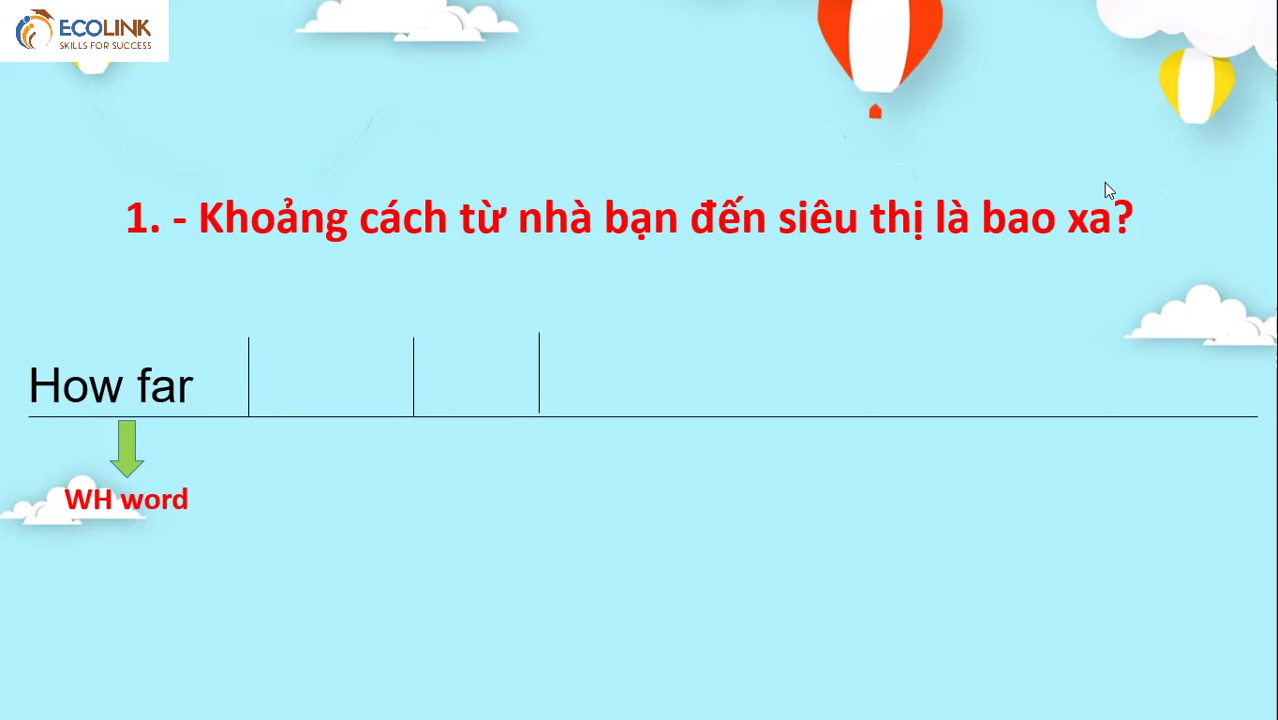 ECOLINK
SKILLS FOR SUCCESS
1. - Khoảng cách từ nhà bạn đến siêu thị là bao xa?
How far
WH word